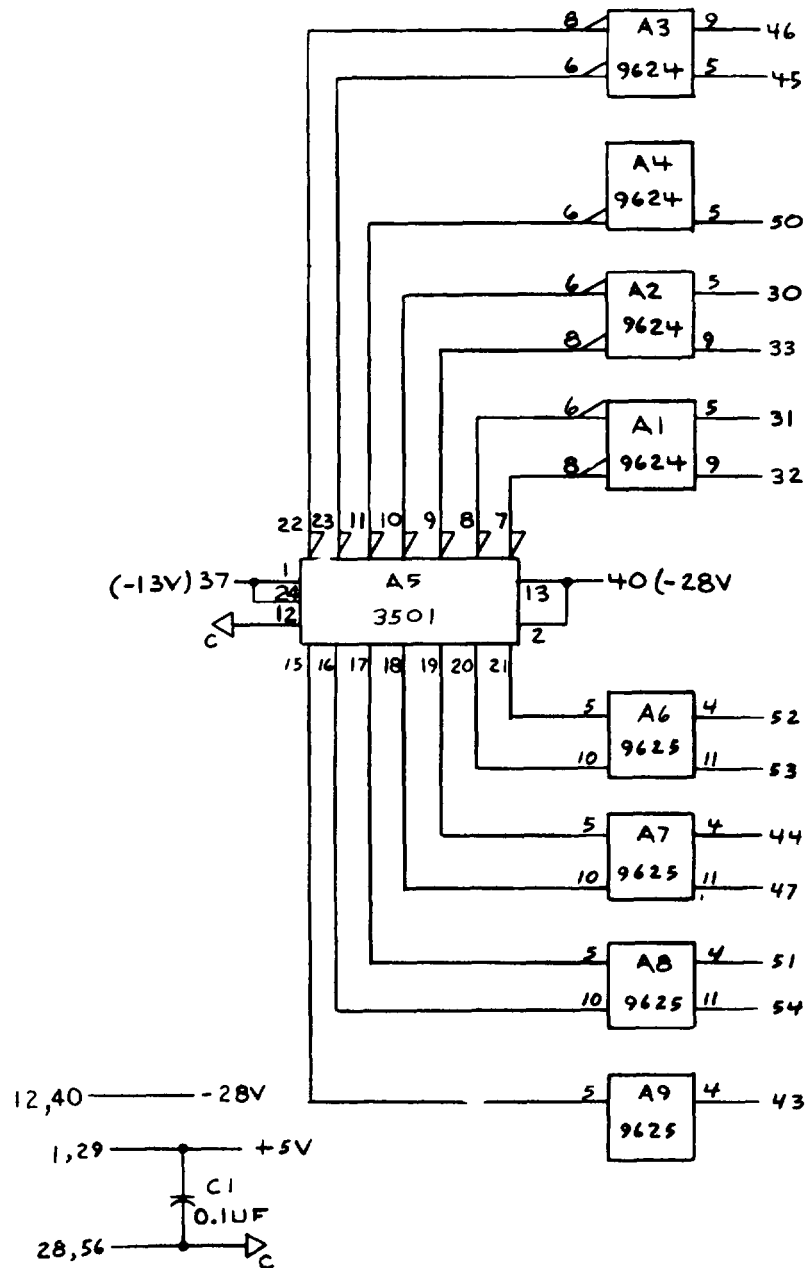 8 A3 9 46
6 9624 5 45
A4
9624
6 5 50
6 A2 5 30
9624
8 9 33
6 A1 5 31
8 9624 9 32
22 23 11 10 9 8 7
(-13V) 37 1 A5 13 40 (-28V
24
12 3501 2
C
15 16 17 18 19 20 21
5 A6 4 52
9625
10 11 53
5 A7 4 44
10 9625 11 47
5 A8 4 51
10 9625 11 54
5 A9 4 43
9625
12,40 -28V
1,29 +5V
C1
0.1UF
28,56 C